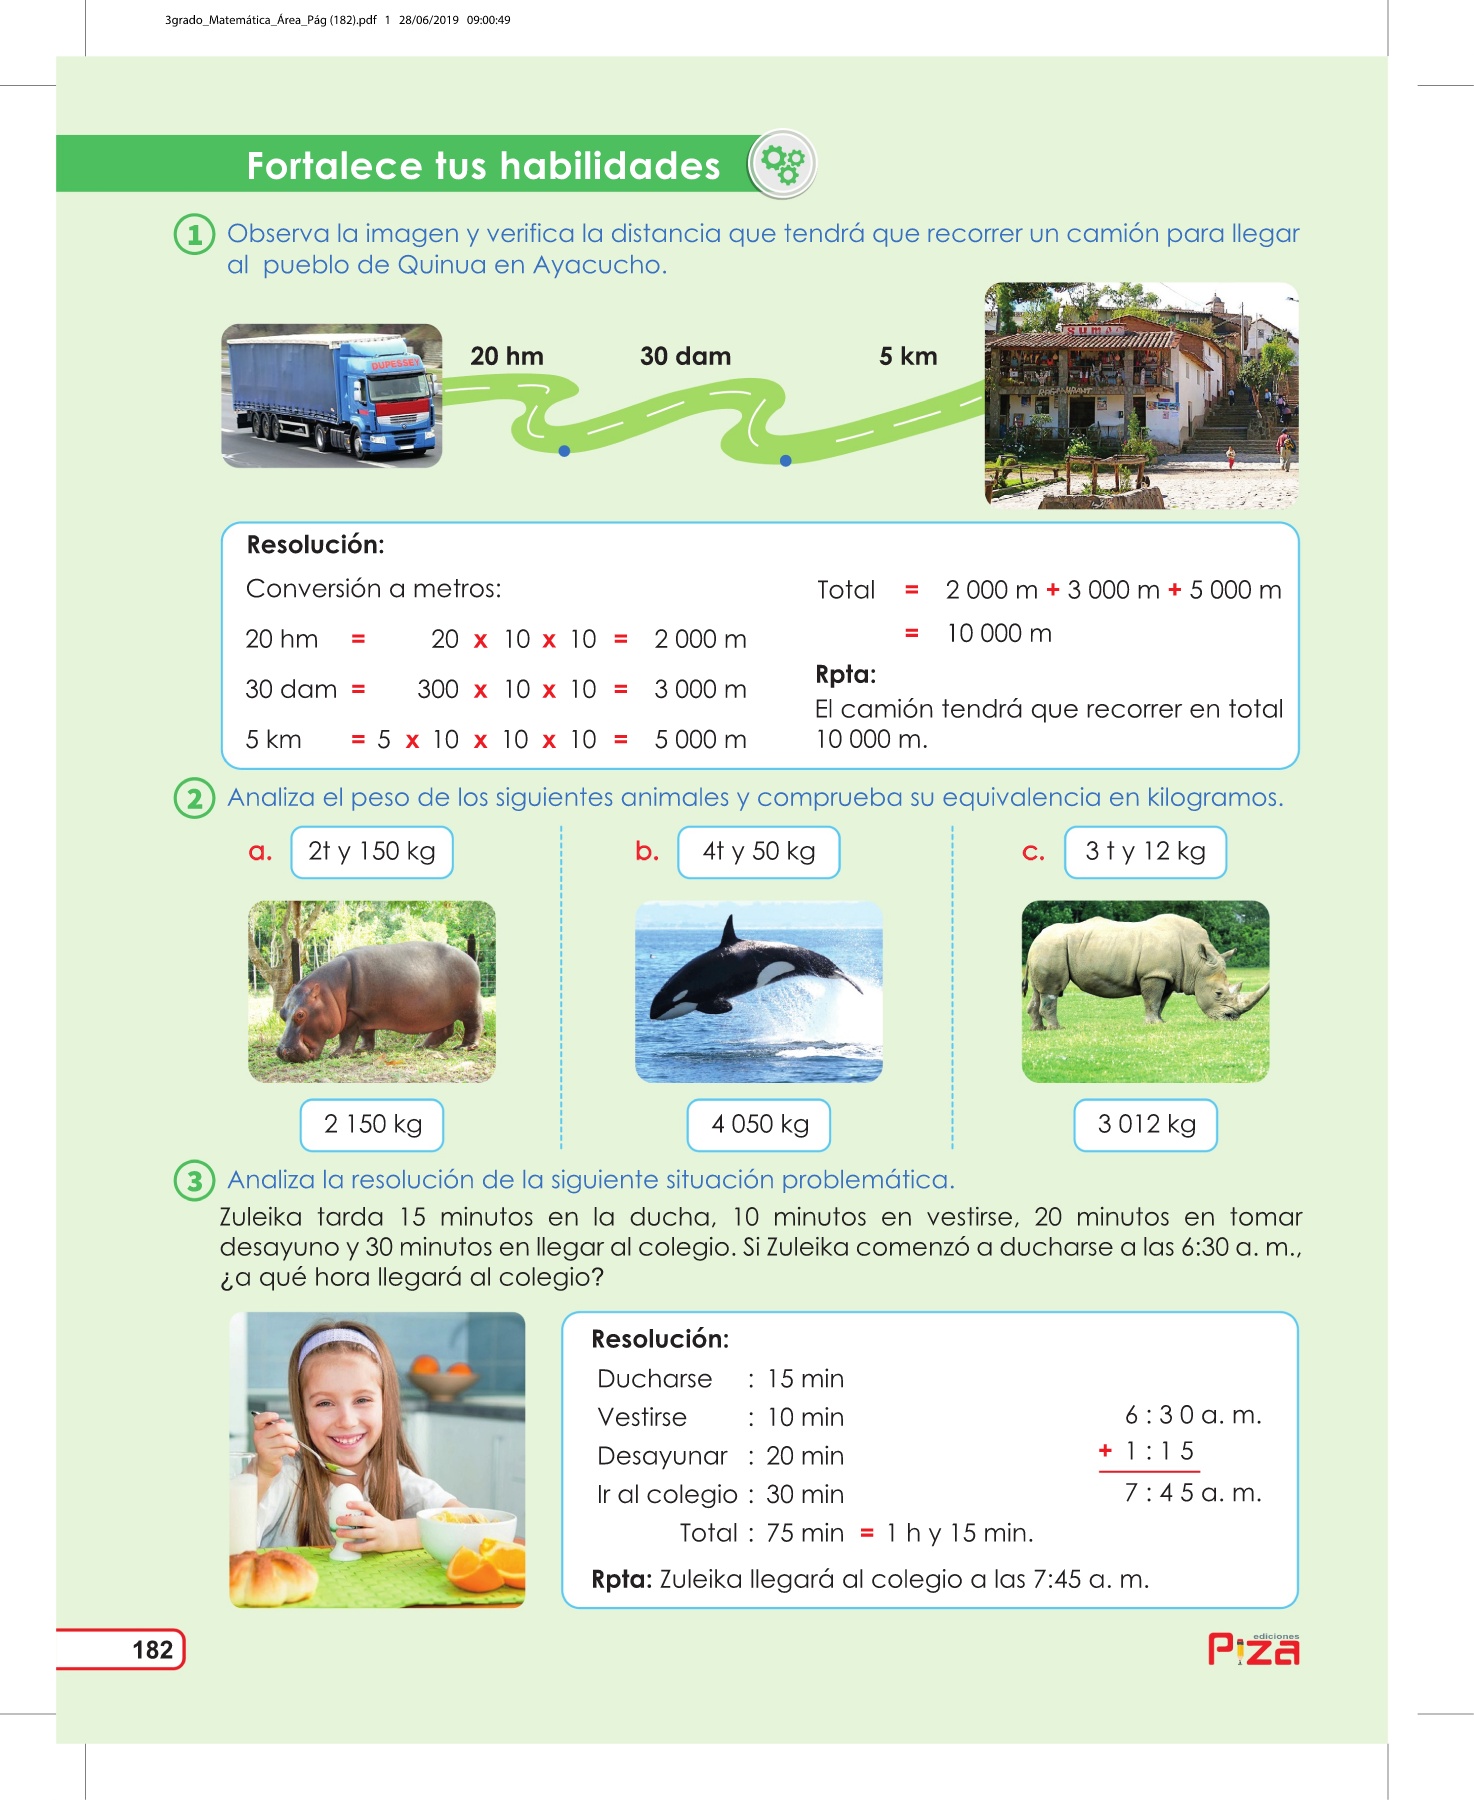 3grado_Matemática_Área_Pág (182).pdf 1 28/06/2019 09:00:49
Fortalece tus habilidades
1 Observa la imagen y verifica la distancia que tendrá que recorrer un camión para llegar
al pueblo de Quinua en Ayacucho.
DUPESSEY
20 hm 30 dam 5 km
SUMAC
RESTAURANT
Resolución:
Conversión a metros:
20 hm = 20 x 10 x 10 = 2 000 m
30 dam = 300 x 10 x 10 = 3 000 m
5 km = 5 x 10 x 10 x 10 = 5 000 m
Total = 2 000 m + 3 000 m + 5 000 m
= 10 000 m
Rpta:
El camión tendrá que recorrer en total
10 000 m.
2 Analiza el peso de los siguientes animales y comprueba su equivalencia en kilogramos.
a. 2t y 150 kg b. 4t y 50 kg c. 3 t y 12 kg
2 150 kg 4 050 kg 3 012 kg
3 Analiza la resolución de la siguiente situación problemática.
Zuleika tarda 15 minutos en la ducha, 10 minutos en vestirse, 20 minutos en tomar
desayuno y 30 minutos en llegar al colegio. Si Zuleika comenzó a ducharse a las 6:30 a. m.,
¿a qué hora llegará al colegio?
Resolución:
Ducharse : 15 min
Vestirse : 10 min
Desayunar : 20 min
Ir al colegio : 30 min
Total : 75 min = 1 h y 15 min.
6 : 3 0 a. m.
+ 1 : 1 5
7 : 4 5 a. m.
Rpta: Zuleika llegará al colegio a las 7:45 a. m.
182
ediciones
Piza